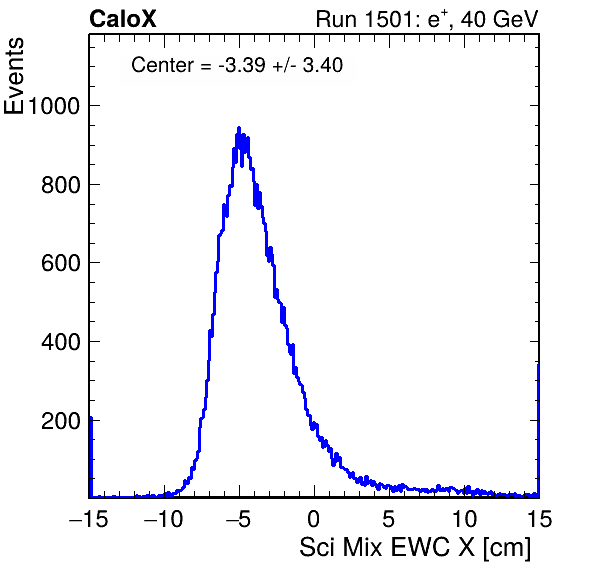 CaloX Run 1501: e⁺, 40 GeV
Center = -3.39 +/- 3.40
Events
1000
800
600
400
200
−15 −10 −5 0 5 10 15
Sci Mix EWC X [cm]